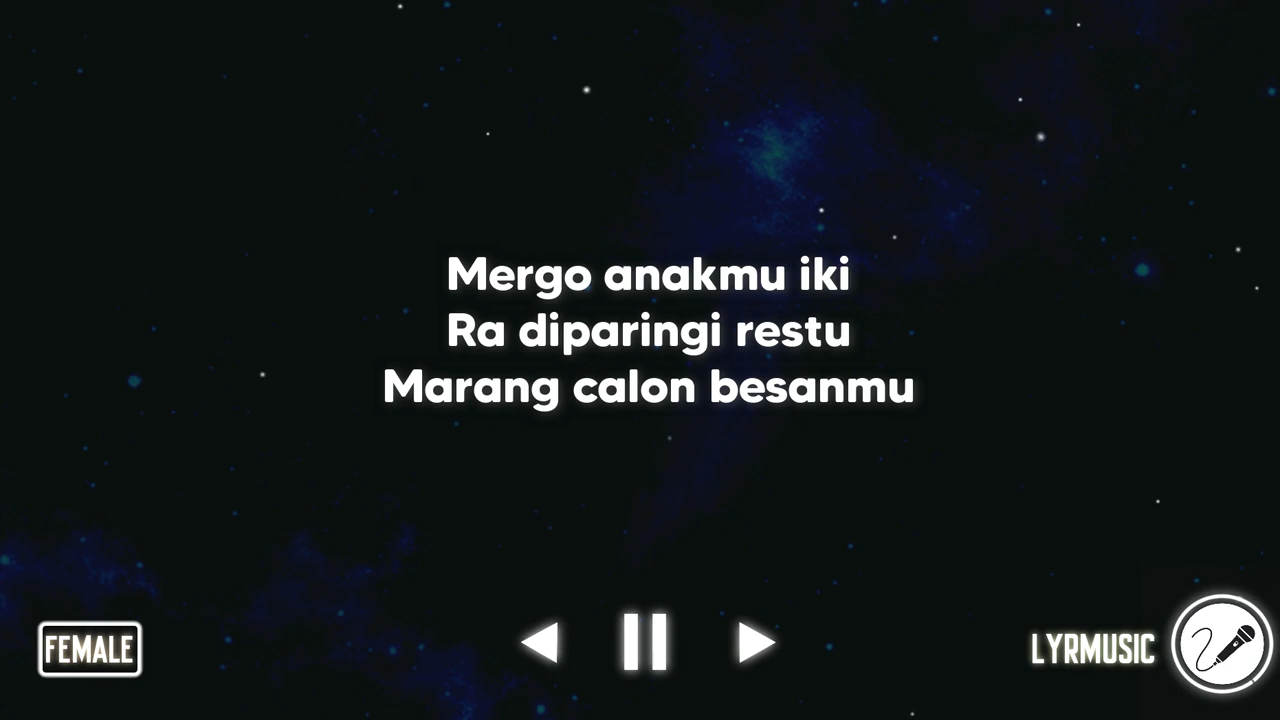 Mergo anakmu iki
Ra diparingi restu
Marang calon besanmu
FEMALE
LYRMUSIC